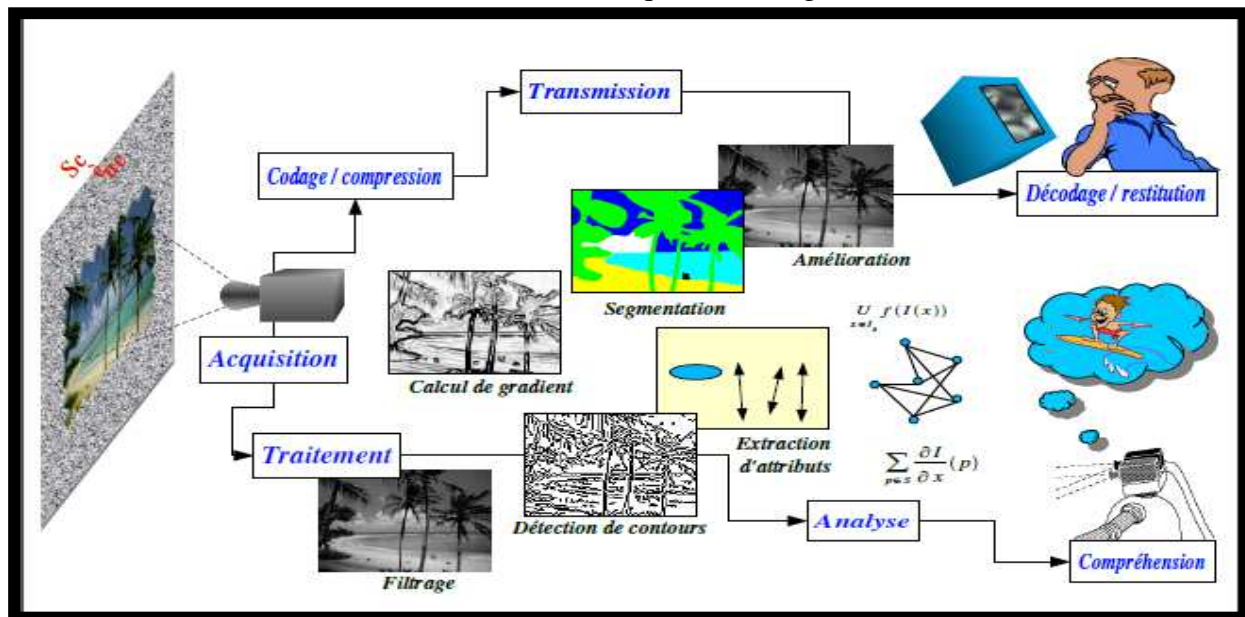 Scène
Transmission
Codage / compression
Décodage / restitution
Amélioration
Segmentation
Acquisition
Calcul de gradient
Extraction
d'attributs
Traitement
Détection de contours
Filtrage
Analyse
Compréhension